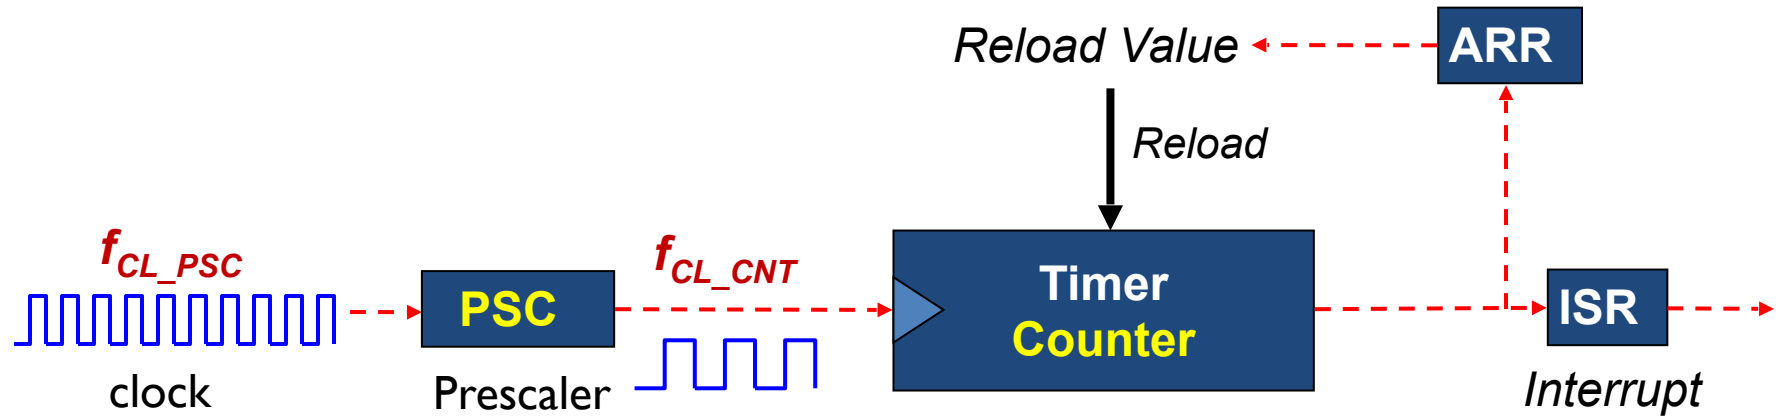 Reload Value
ARR
Reload
f_CL_PSC
f_CL_CNT
PSC
Timer
Counter
ISR
clock
Prescaler
Interrupt